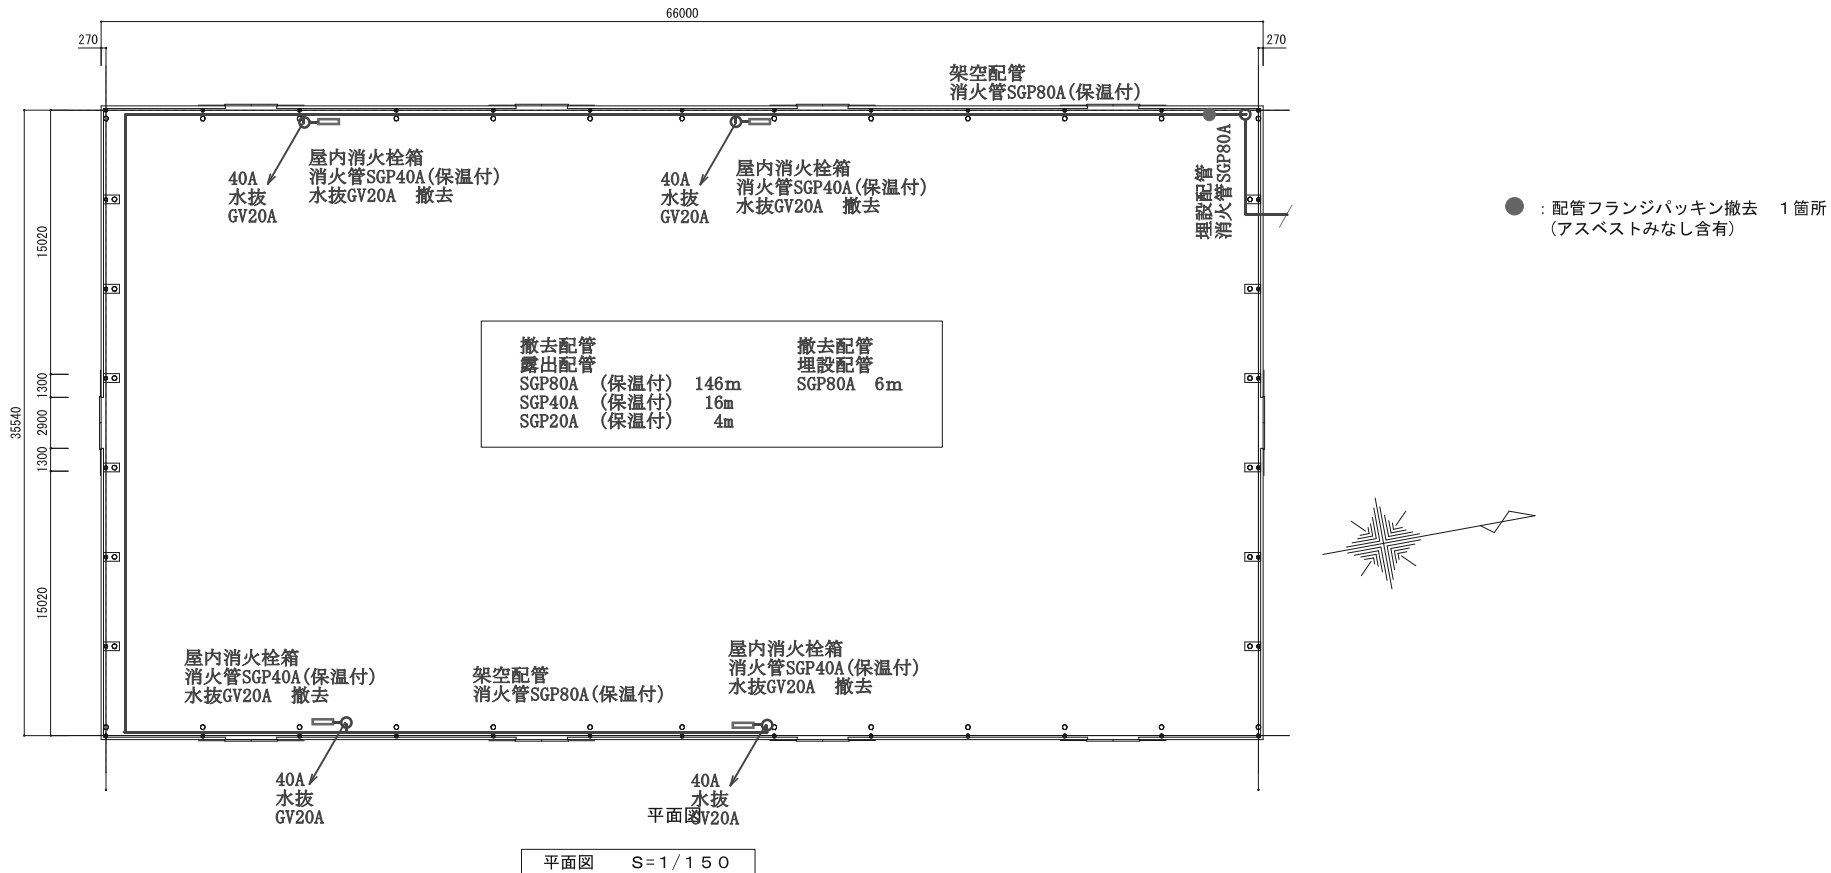 66000
270
270
架空配管
消火管SGP80A(保温付)
屋内消火栓箱
消火管SGP40A(保温付)
水抜GV20A　撤去
40A
水抜
GV20A
屋内消火栓箱
消火管SGP40A(保温付)
水抜GV20A　撤去
40A
水抜
GV20A
埋設配管
消火管SGP80A
：配管フランジパッキン撤去　1箇所
(アスベストみなし含有)
35540
15020
1300
2900
1300
15020
撤去配管
露出配管
SGP80A　(保温付)　146m
SGP40A　(保温付)　16m
SGP20A　(保温付)　4m
撤去配管
埋設配管
SGP80A　6m
屋内消火栓箱
消火管SGP40A(保温付)
水抜GV20A　撤去
架空配管
消火管SGP80A(保温付)
屋内消火栓箱
消火管SGP40A(保温付)
水抜GV20A　撤去
40A
水抜
GV20A
40A
水抜
GV20A
平面図
平面図　S=1/150